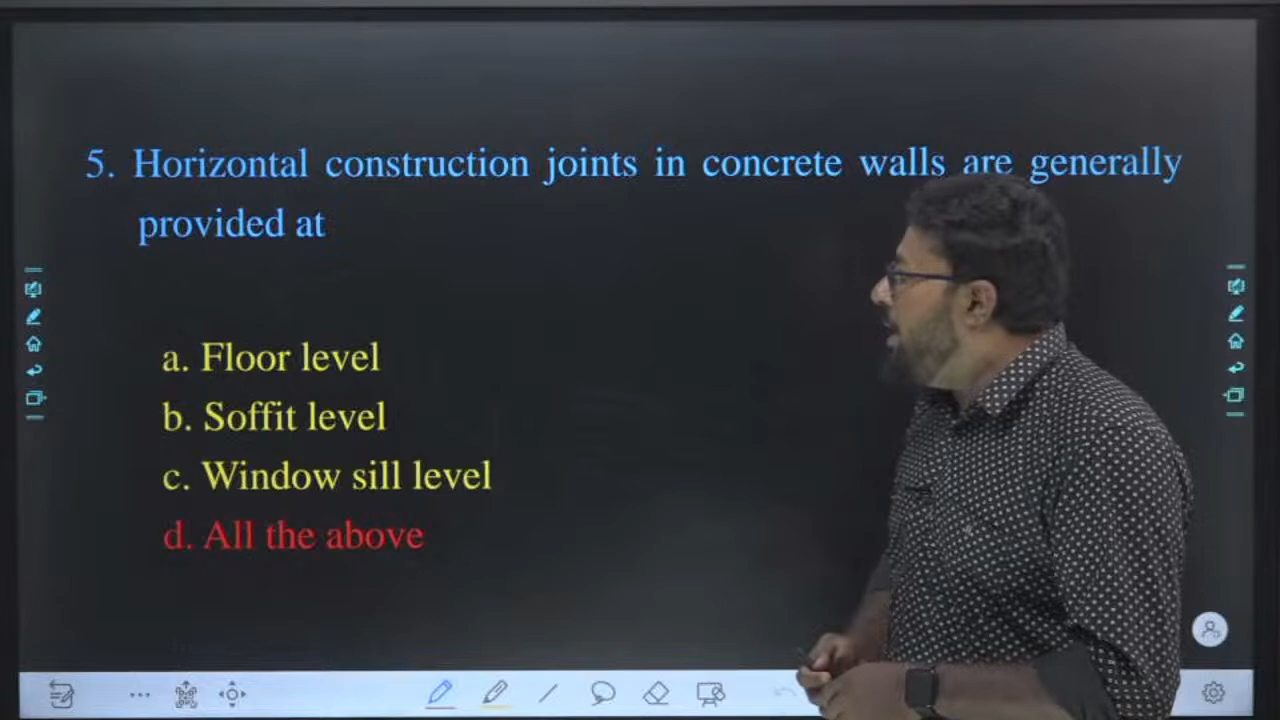 5. Horizontal construction joints in concrete walls are generally
provided at
a. Floor level
b. Soffit level
c. Window sill level
d. All the above